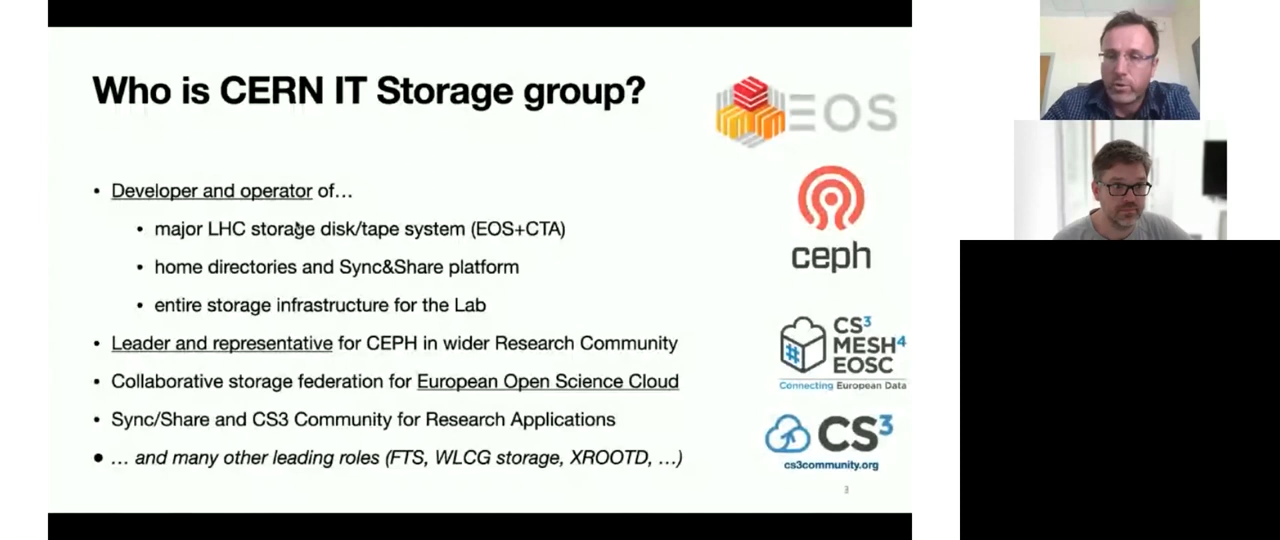 Who is CERN IT Storage group?
EOS
• Developer and operator of…
• major LHC storage disk/tape system (EOS+CTA)
• home directories and Sync&Share platform
• entire storage infrastructure for the Lab
• Leader and representative for CEPH in wider Research Community
• Collaborative storage federation for European Open Science Cloud
• Sync/Share and CS3 Community for Research Applications
• … and many other leading roles (FTS, WLCG storage, XROOTD, …)
ceph
CS³
MESH⁴
EOSC
Connecting European Data
CS³
cs3community.org
3